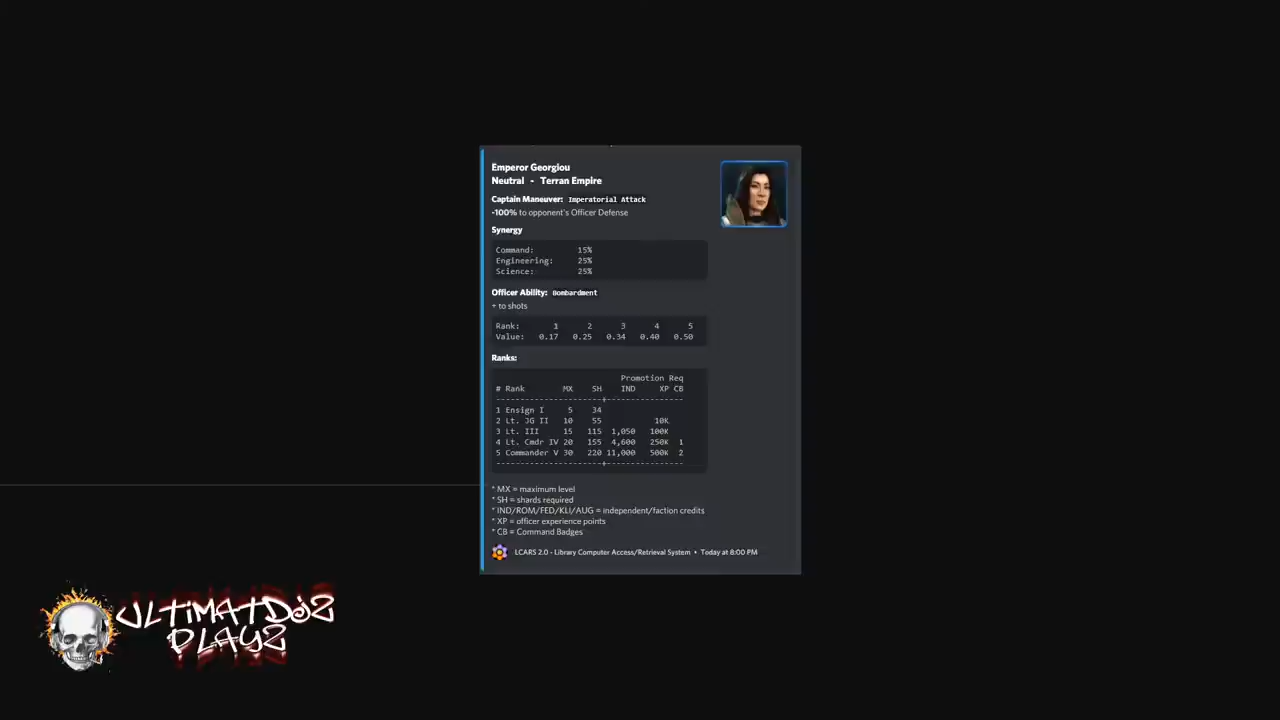 Emperor Georgiou
Neutral - Terran Empire
Captain Maneuver: Imperatorial Attack
-100% to opponent's Officer Defense
Synergy
Command: 15%
Engineering: 25%
Science: 25%
Officer Ability: Bombardment
+ to shots
Rank: 1 2 3 4 5
Value: 0.17 0.25 0.34 0.40 0.50
Ranks:
Promotion Req
# Rank MX SH IND XP CB
----------------------+----------------
1 Ensign I 5 34
2 Lt. JG II 10 55 10K
3 Lt. III 15 115 1,050 100K
4 Lt. Cmdr IV 20 155 4,600 250K 1
5 Commander V 30 220 11,000 500K 2
----------------------+----------------
* MX = maximum level
* SH = shards required
* IND/ROM/FED/KLI/AUG = independent/faction credits
* XP = officer experience points
* CB = Command Badges
LCARS 2.0 - Library Computer Access/Retrieval System • Today at 8:00 PM
ULTiMATDJZ
PLAYZ